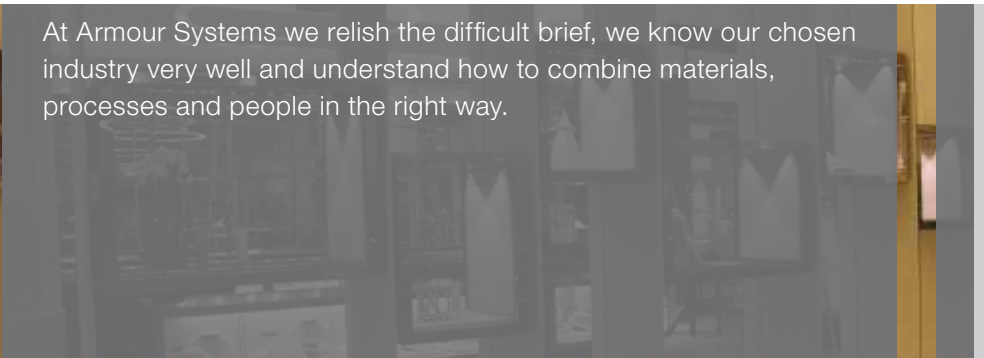 At Armour Systems we relish the difficult brief, we know our chosen
industry very well and understand how to combine materials,
processes and people in the right way.